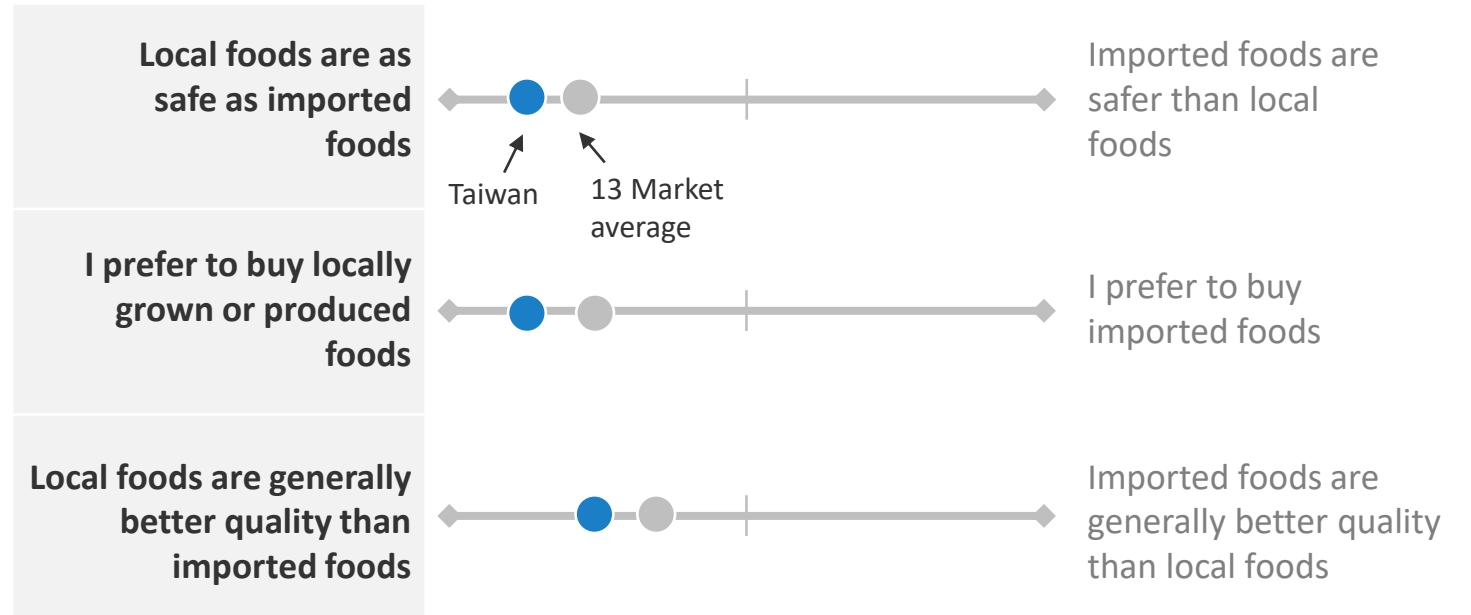 Local foods are as
safe as imported
foods
Imported foods are
safer than local
foods
Taiwan
13 Market
average
I prefer to buy locally
grown or produced
foods
I prefer to buy
imported foods
Local foods are generally
better quality than
imported foods
Imported foods are
generally better quality
than local foods